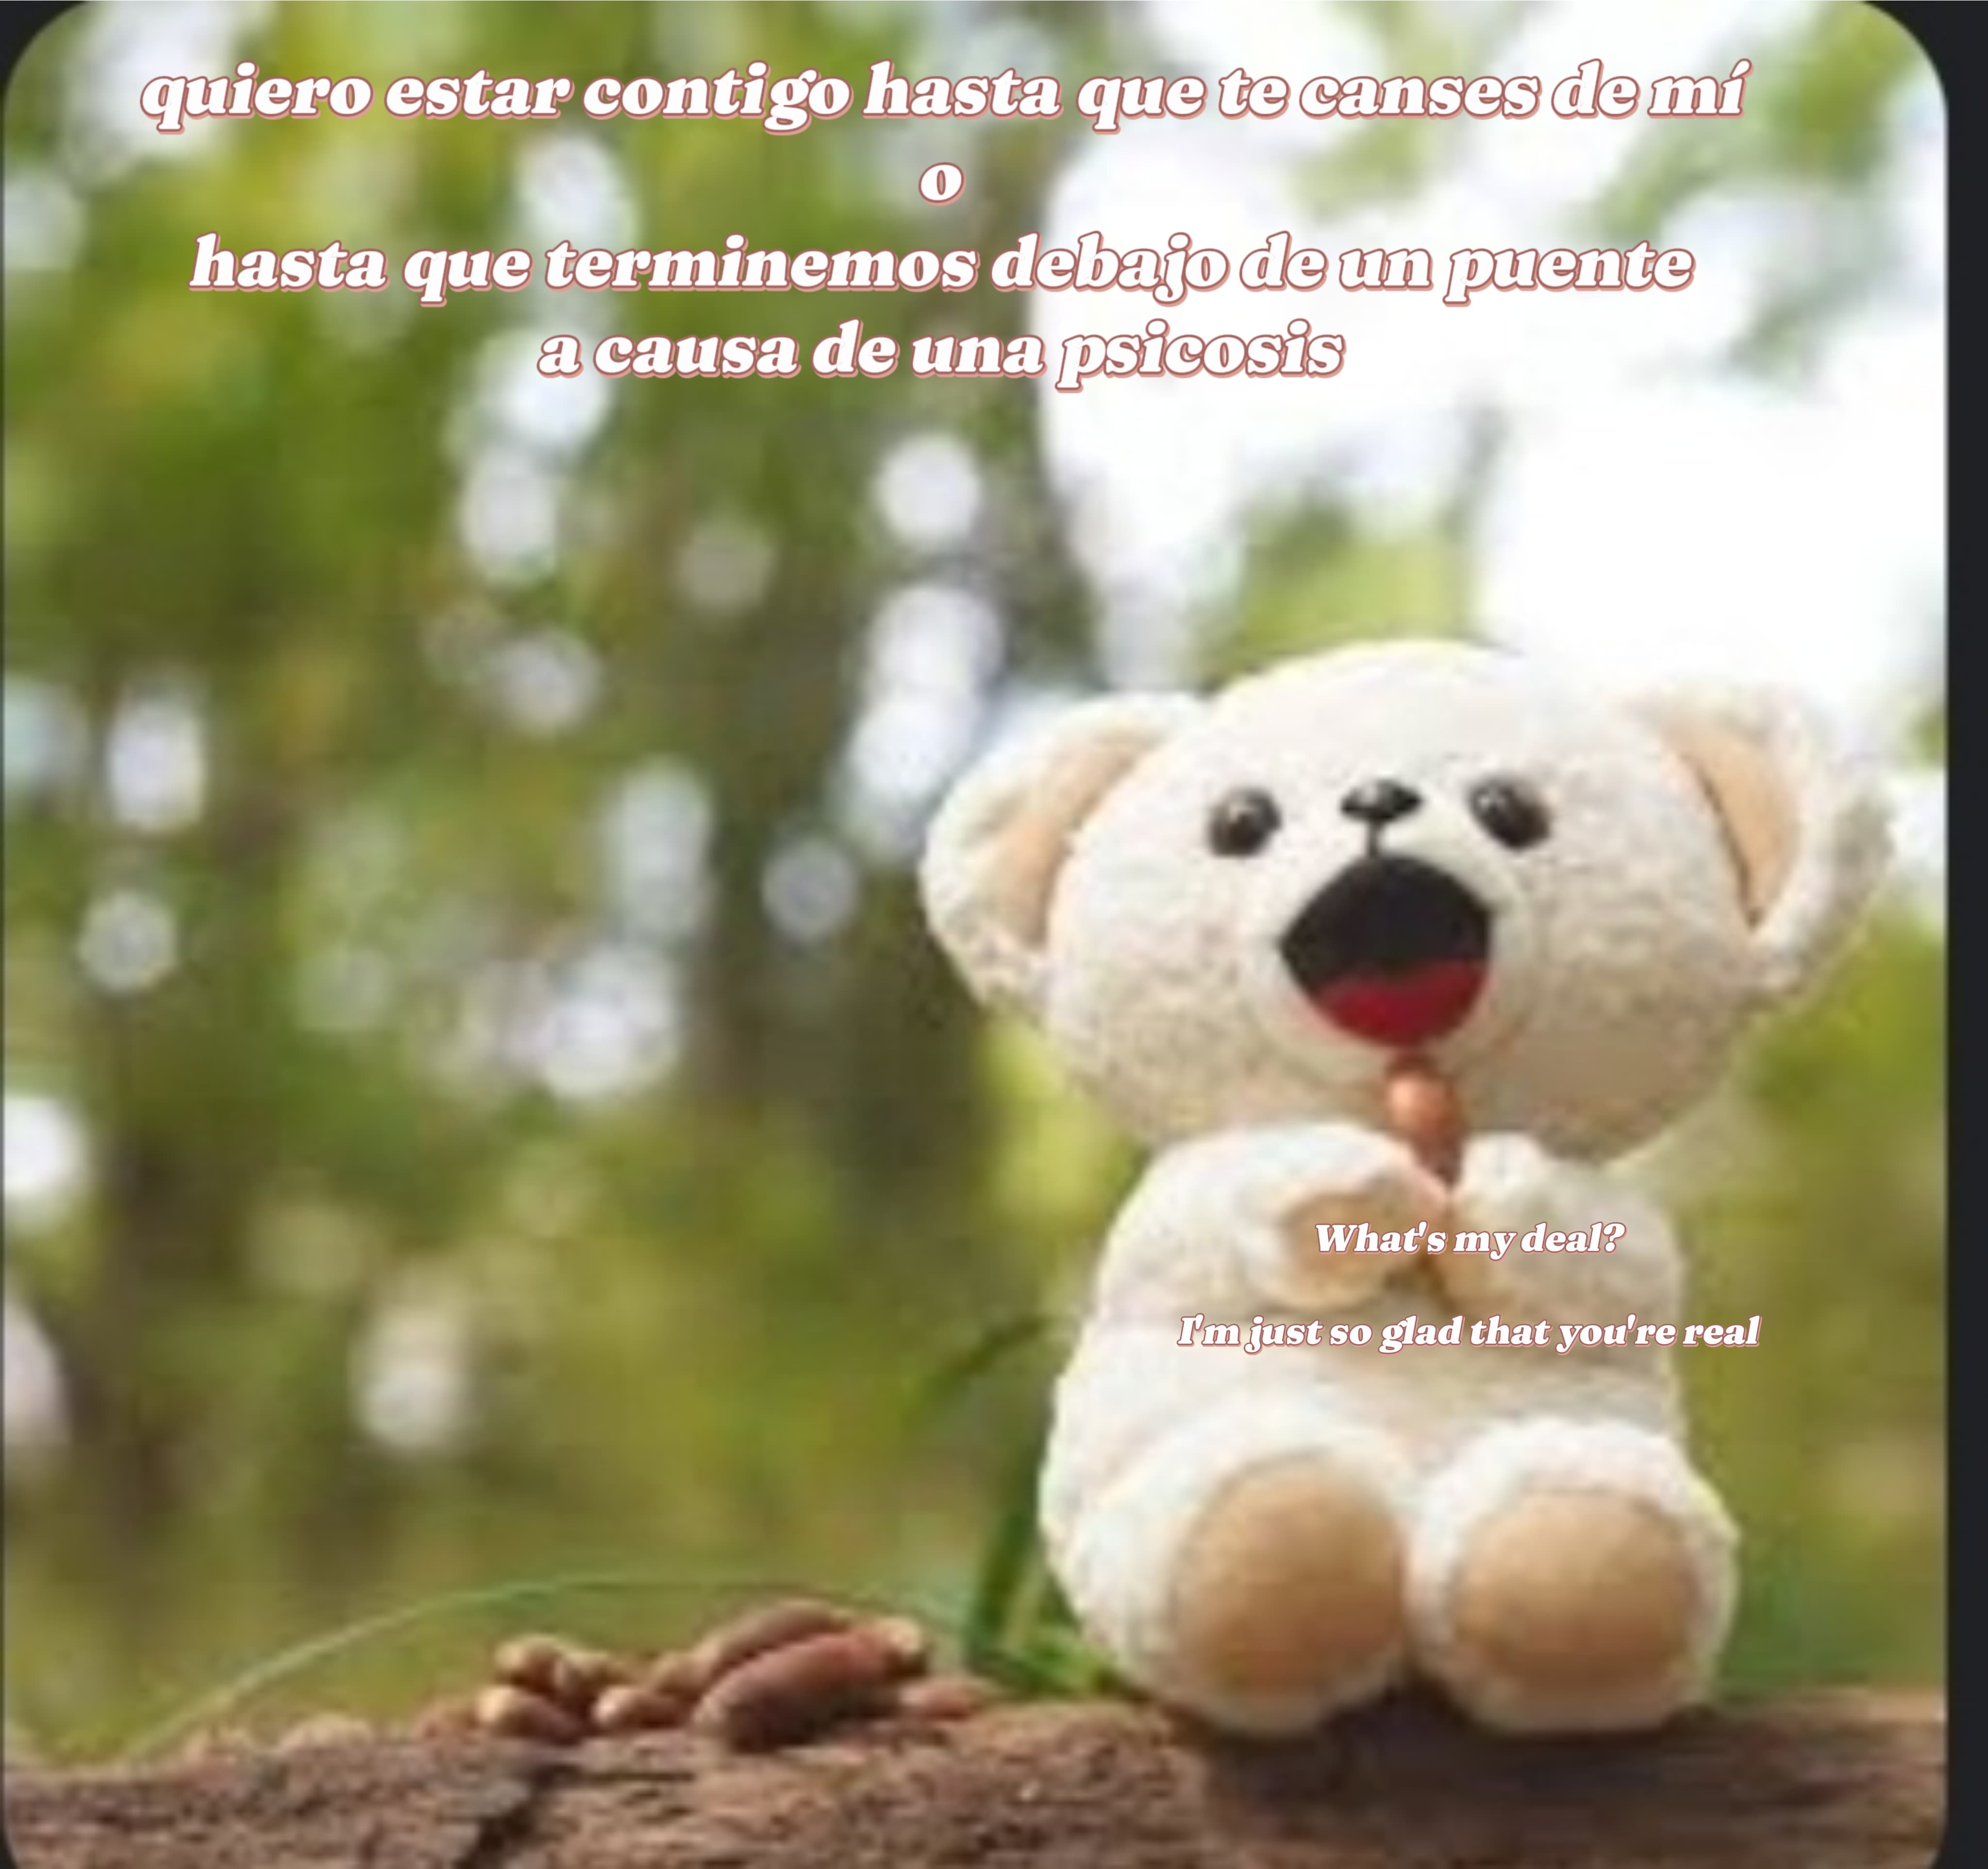 quiero estar contigo hasta que te canses de mí
o
hasta que terminemos debajo de un puente
a causa de una psicosis
What's my deal?
I'm just so glad that you're real